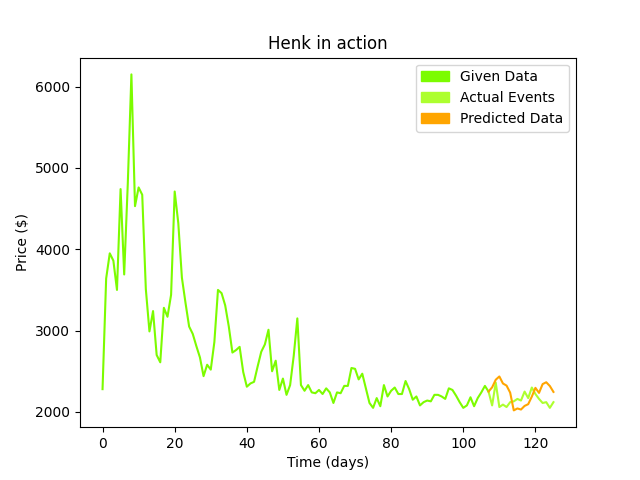 Henk in action
Given Data
Actual Events
Predicted Data
Price ($)
6000
5000
4000
3000
2000
0 20 40 60 80 100 120
Time (days)